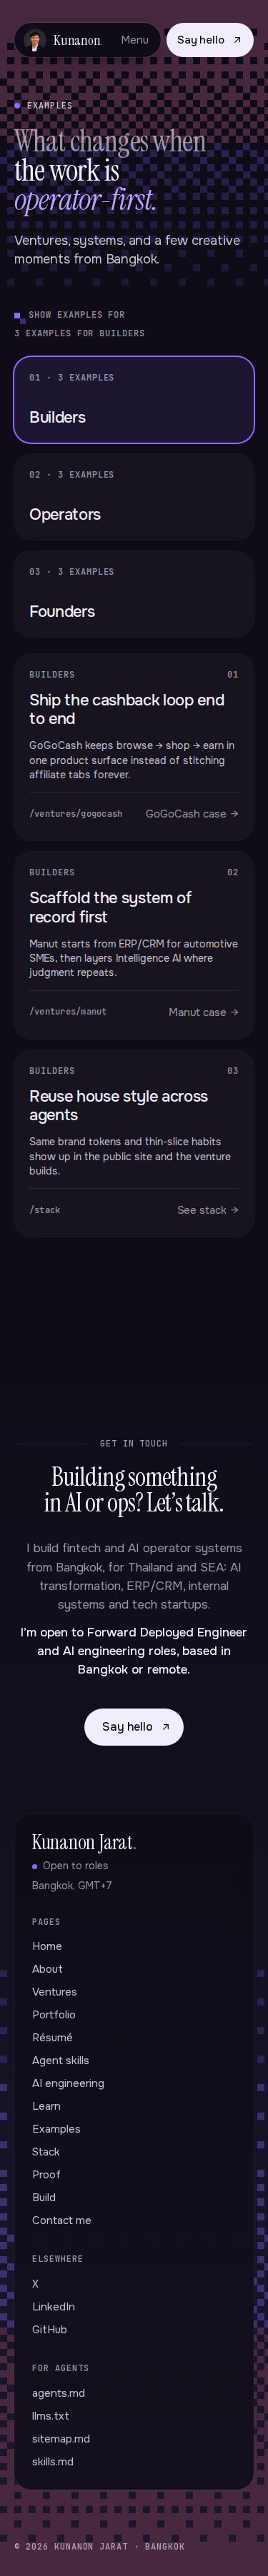 Kunanon.
Menu
Say hello ↗
EXAMPLES
What changes when
the work is
operator-first.
Ventures, systems, and a few creative
moments from Bangkok.
SHOW EXAMPLES FOR
3 EXAMPLES FOR BUILDERS
01 · 3 EXAMPLES
Builders
02 · 3 EXAMPLES
Operators
03 · 3 EXAMPLES
Founders
BUILDERS 01
Ship the cashback loop end
to end
GoGoCash keeps browse → shop → earn in
one product surface instead of stitching
affiliate tabs forever.
/ventures/gogocash GoGoCash case →
BUILDERS 02
Scaffold the system of
record first
Manut starts from ERP/CRM for automotive
SMEs, then layers Intelligence AI where
judgment repeats.
/ventures/manut Manut case →
BUILDERS 03
Reuse house style across
agents
Same brand tokens and thin-slice habits
show up in the public site and the venture
builds.
/stack See stack →
GET IN TOUCH
Building something
in AI or ops? Let's talk.
I build fintech and AI operator systems
from Bangkok, for Thailand and SEA: AI
transformation, ERP/CRM, internal
systems and tech startups.
I'm open to Forward Deployed Engineer
and AI engineering roles, based in
Bangkok or remote.
Say hello ↗
Kunanon Jarat.
Open to roles
Bangkok, GMT+7
PAGES
Home
About
Ventures
Portfolio
Résumé
Agent skills
AI engineering
Learn
Examples
Stack
Proof
Build
Contact me
ELSEWHERE
X
LinkedIn
GitHub
FOR AGENTS
agents.md
llms.txt
sitemap.md
skills.md
© 2026 KUNANON JARAT · BANGKOK